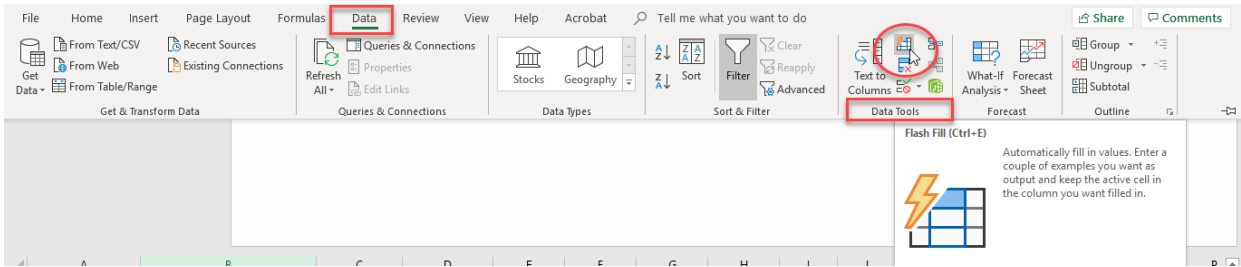 File Home Insert Page Layout Formulas Data Review View Help Acrobat Tell me what you want to do Share Comments
From Text/CSV Recent Sources
From Web Existing Connections
From Table/Range
Get
Data
Get & Transform Data
Refresh
All
Queries & Connections
Properties
Edit Links
Queries & Connections
Stocks Geography
Data Types
Sort Filter
Clear
Reapply
Advanced
Sort & Filter
Text to
Columns
Data Tools
What-If Forecast
Analysis Sheet
Forecast
Group
Ungroup
Subtotal
Outline
Flash Fill (Ctrl+E)
Automatically fill in values. Enter a
couple of examples you want as
output and keep the active cell in
the column you want filled in.
A B C D E F G H I